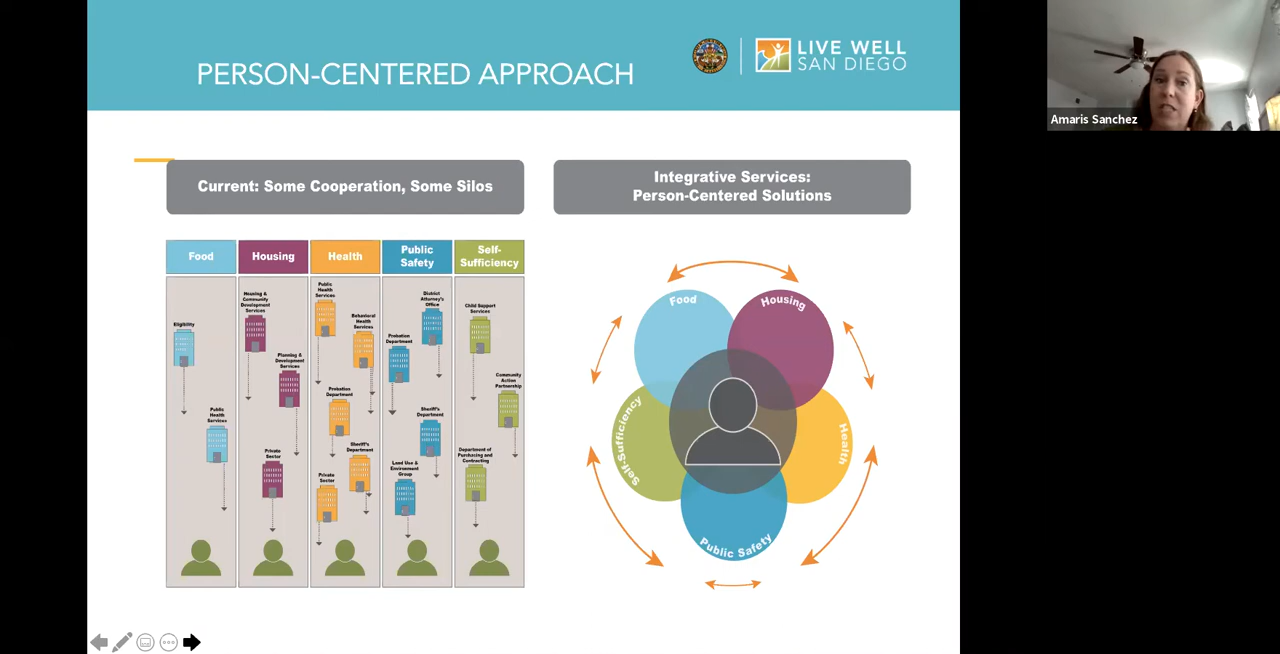 PERSON-CENTERED APPROACH
LIVE WELL
SAN DIEGO
Amaris Sanchez
Current: Some Cooperation, Some Silos
Integrative Services:
Person-Centered Solutions
Food
Housing
Health
Public
Safety
Self-
Sufficiency
Eligibility
Public
Health
Services
Housing &
Community
Development
Services
Planning &
Development
Services
Private
Sector
Public
Health
Services
Behavioral
Health
Services
Probation
Department
Sheriff's
Department
Private
Sector
District
Attorney's
Office
Probation
Department
Sheriff's
Department
Land Use &
Environment
Group
Child Support
Services
Community
Action
Partnership
Department of
Purchasing and
Contracting
Food
Housing
Health
Public Safety
Self-Sufficiency